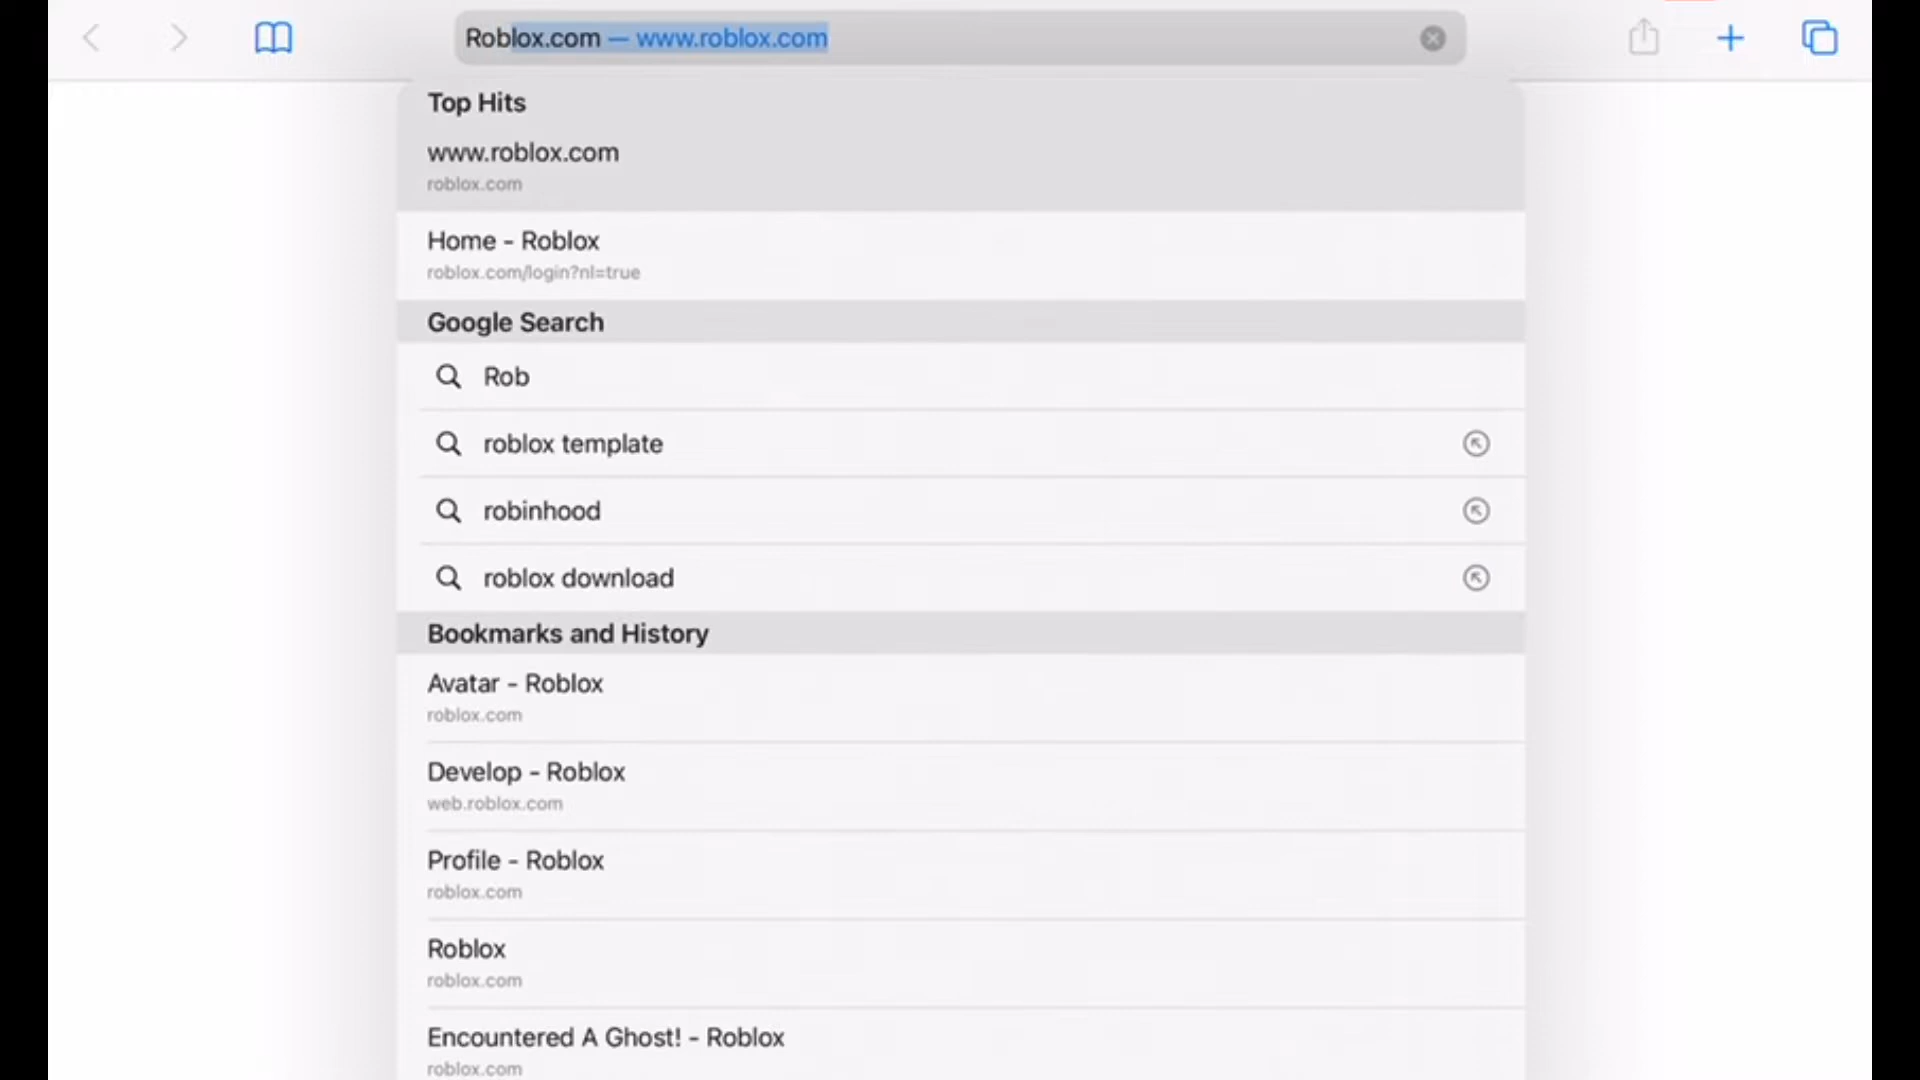 Roblox.com — www.roblox.com
Top Hits
www.roblox.com
roblox.com
Home - Roblox
roblox.com/login?nl=true
Google Search
Rob
roblox template
robinhood
roblox download
Bookmarks and History
Avatar - Roblox
roblox.com
Develop - Roblox
web.roblox.com
Profile - Roblox
roblox.com
Roblox
roblox.com
Encountered A Ghost! - Roblox
roblox.com